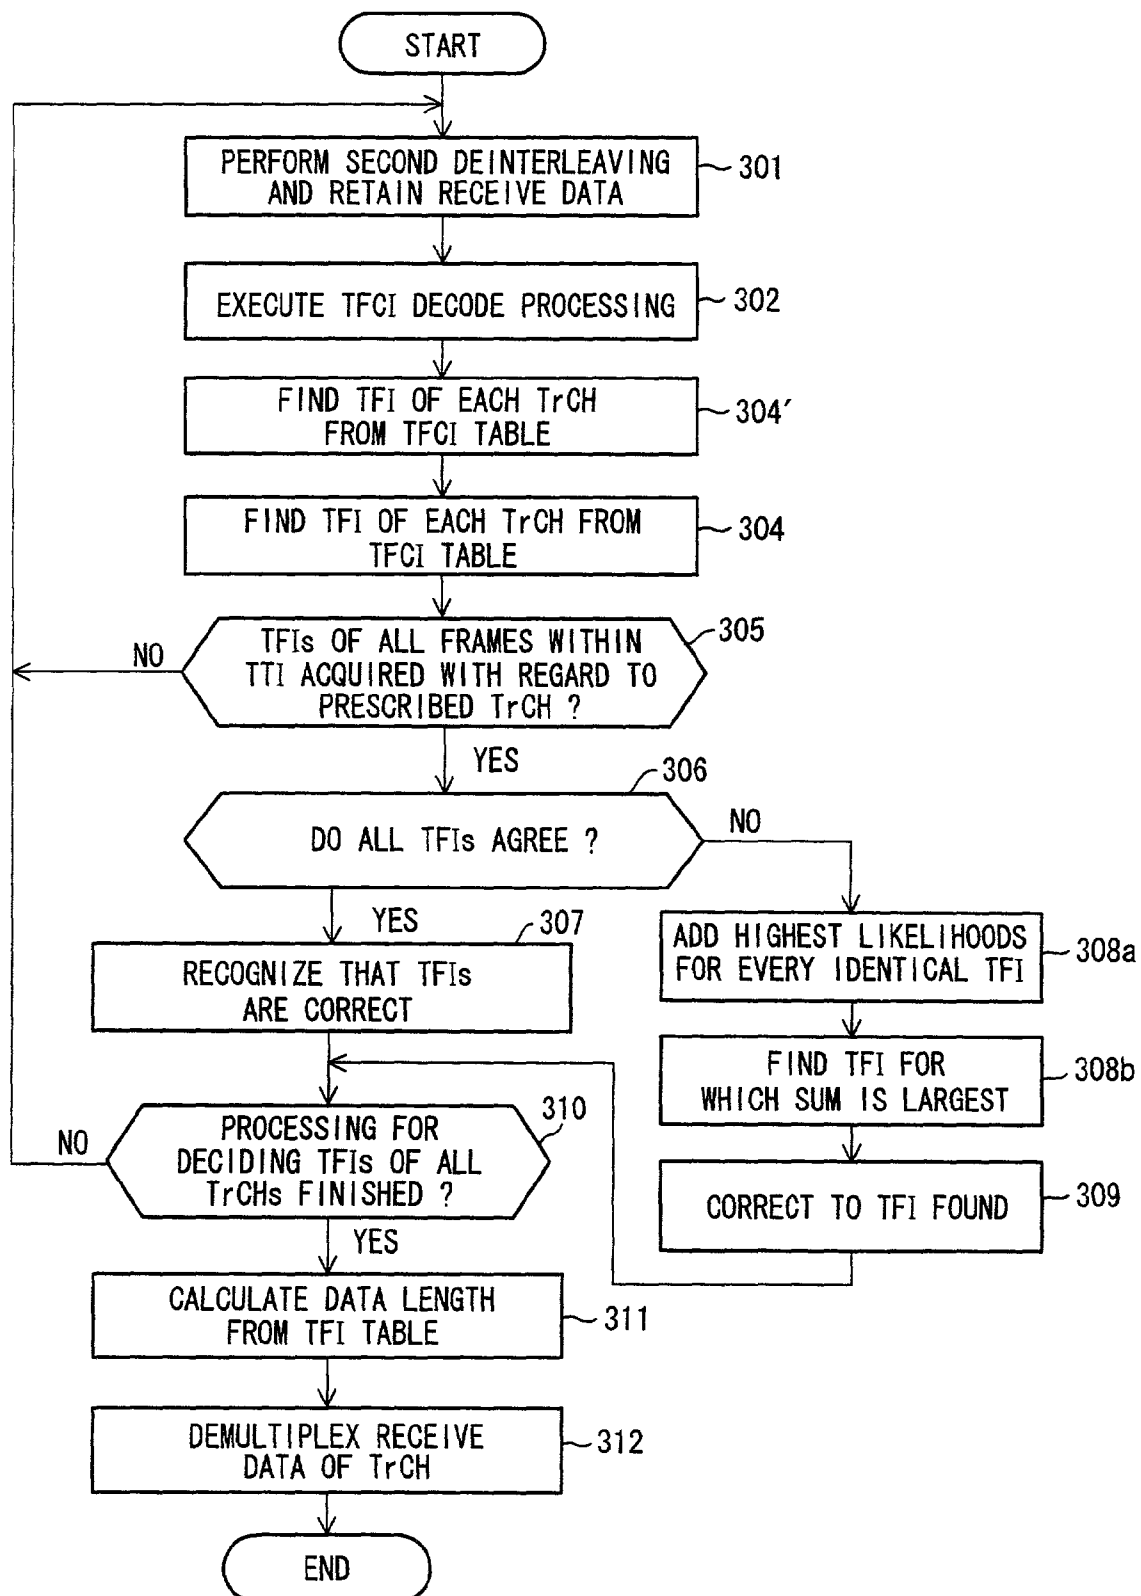 START
PERFORM SECOND DEINTERLEAVING
AND RETAIN RECEIVE DATA
301
EXECUTE TFCI DECODE PROCESSING
302
FIND TFI OF EACH TrCH
FROM TFCI TABLE
304′
FIND TFI OF EACH TrCH FROM
TFCI TABLE
304
TFIs OF ALL FRAMES WITHIN
TTI ACQUIRED WITH REGARD TO
PRESCRIBED TrCH ?
305
NO
YES
306
DO ALL TFIs AGREE ?
NO
YES
307
RECOGNIZE THAT TFIs
ARE CORRECT
ADD HIGHEST LIKELIHOODS
FOR EVERY IDENTICAL TFI
308a
FIND TFI FOR
WHICH SUM IS LARGEST
308b
PROCESSING FOR
DECIDING TFIs OF ALL
TrCHs FINISHED ?
310
NO
CORRECT TO TFI FOUND
309
YES
CALCULATE DATA LENGTH
FROM TFI TABLE
311
DEMULTIPLEX RECEIVE
DATA OF TrCH
312
END